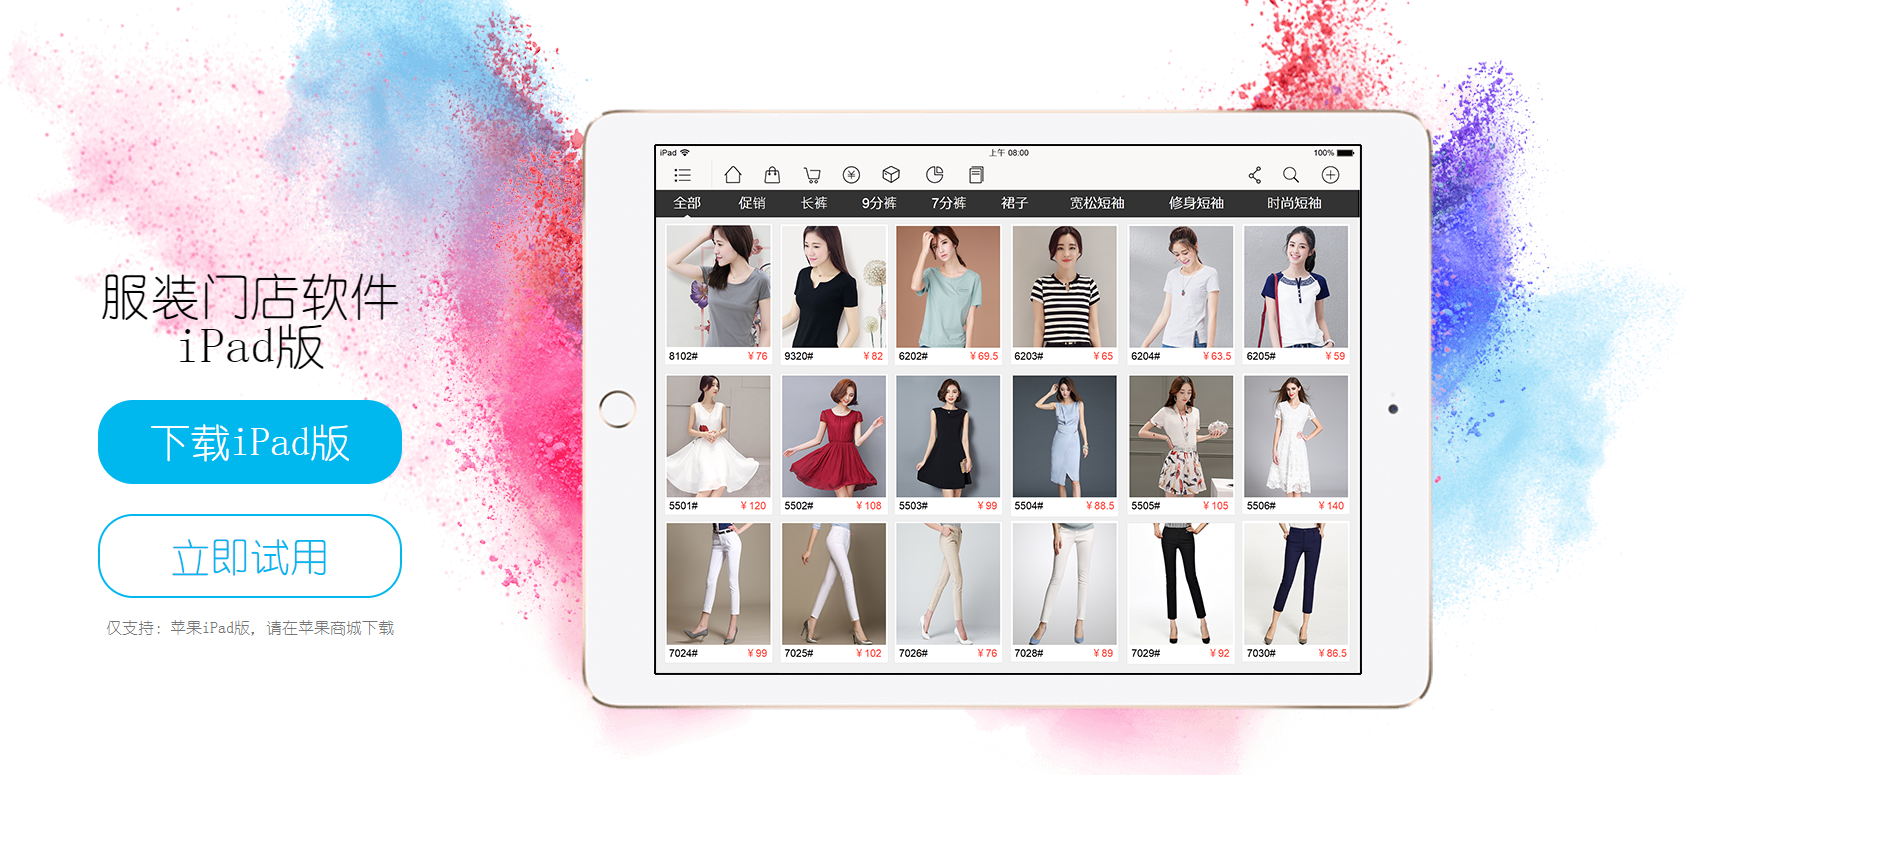 服装门店软件
iPad版
下载iPad版
立即试用
仅支持：苹果iPad版，请在苹果商城下载
iPad 上午 08:00 100%
全部 促销 长裤 9分裤 7分裤 裙子 宽松短袖 修身短袖 时尚短袖
8102# ¥76 9320# ¥82 6202# ¥69.5 6203# ¥65 6204# ¥63.5 6205# ¥59
5501# ¥120 5502# ¥108 5503# ¥99 5504# ¥88.5 5505# ¥105 5506# ¥140
7024# ¥99 7025# ¥102 7026# ¥76 7028# ¥89 7029# ¥92 7030# ¥86.5